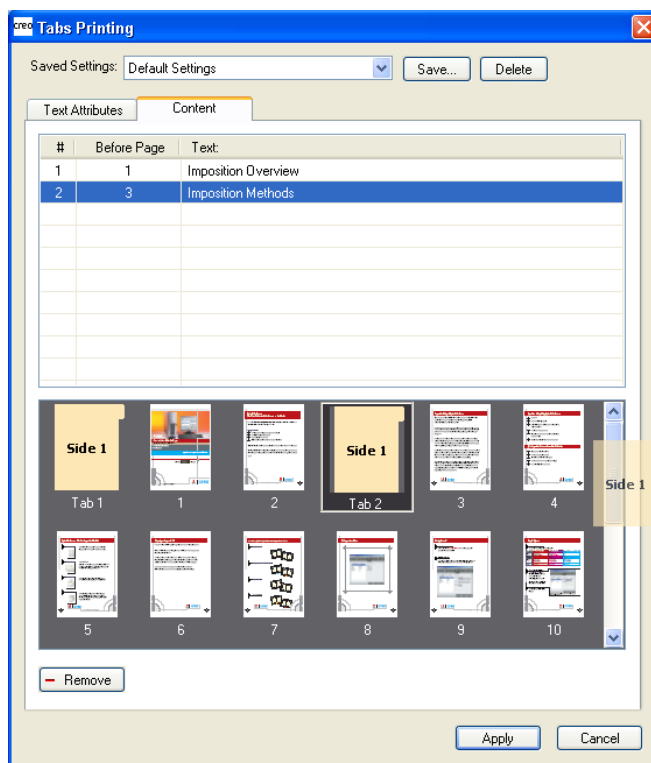 creo Tabs Printing
Saved Settings: Default Settings Save... Delete
Text Attributes Content
# Before Page Text:
1 1 Imposition Overview
2 3 Imposition Methods
Side 1 Side 1
Side 1
Tab 1 1 2 Tab 2 3 4
5 6 7 8 9 10
Remove
Apply Cancel